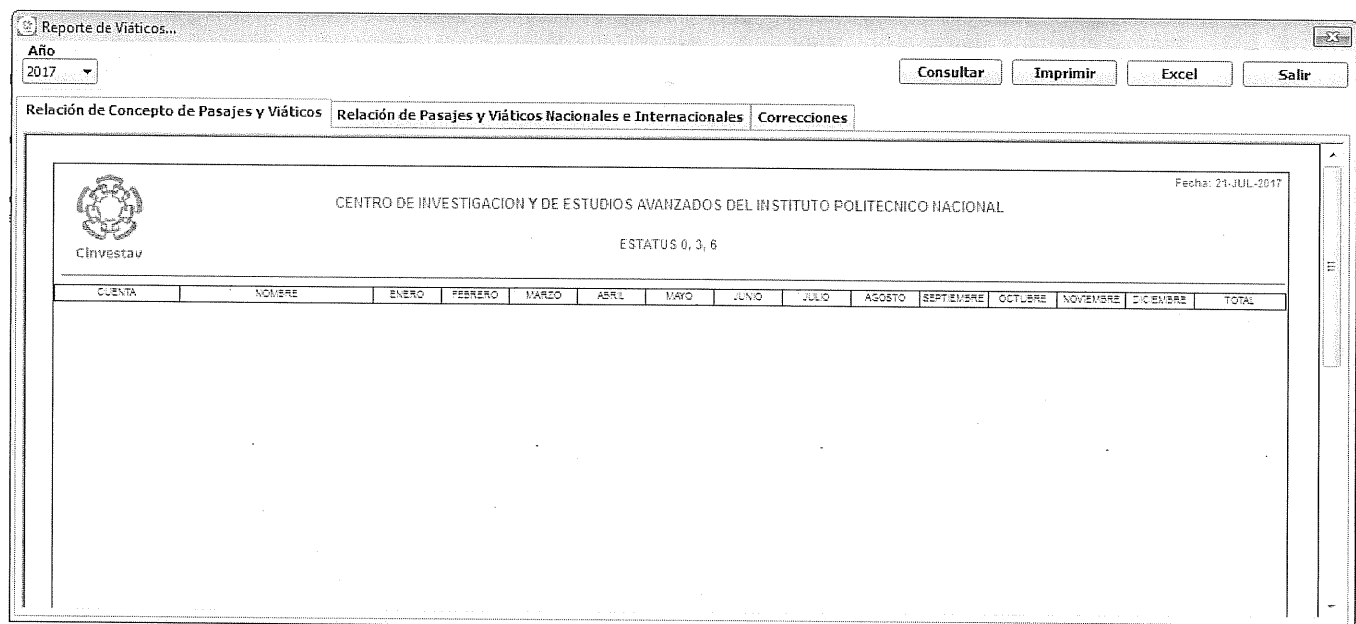 Reporte de Viáticos...
Año
2017
Consultar Imprimir Excel Salir
Relación de Concepto de Pasajes y Viáticos Relación de Pasajes y Viáticos Nacionales e Internacionales Correcciones
Fecha: 21-JUL-2017
CENTRO DE INVESTIGACION Y DE ESTUDIOS AVANZADOS DEL INSTITUTO POLITECNICO NACIONAL
ESTATUS 0, 3, 6
Cinvestav
CUENTA NOMBRE ENERO FEBRERO MARZO ABRIL MAYO JUNIO JULIO AGOSTO SEPTIEMBRE OCTUBRE NOVIEMBRE DICIEMBRE TOTAL